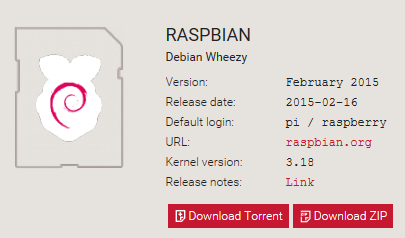 RASPBIAN
Debian Wheezy
Version: February 2015
Release date: 2015-02-16
Default login: pi / raspberry
URL: raspbian.org
Kernel version: 3.18
Release notes: Link
Download Torrent Download ZIP